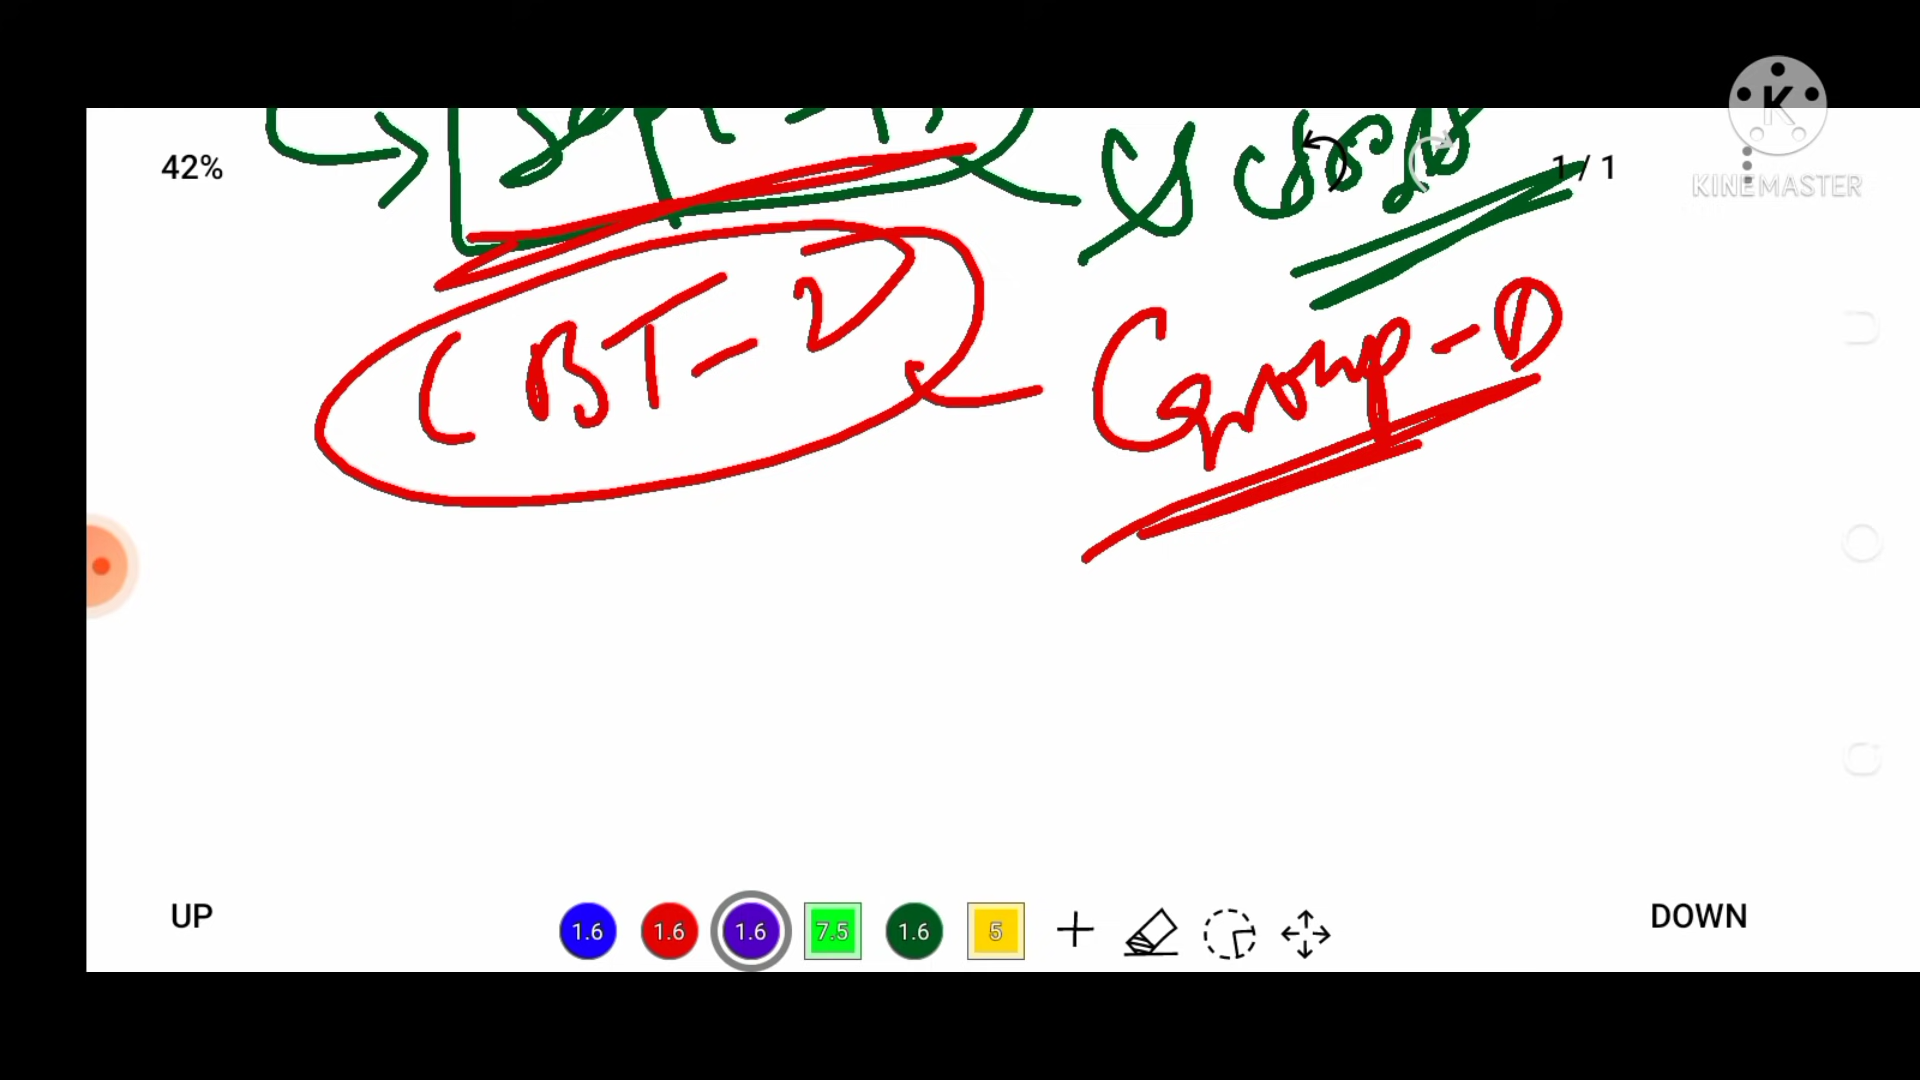 42%
1 / 1
KINEMASTER
CBT-2
Group-D
UP
1.6 1.6 1.6 7.5 1.6 5
DOWN